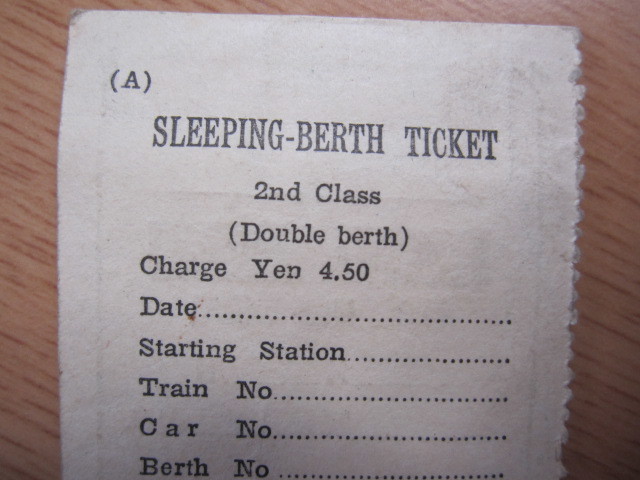 (A)
SLEEPING-BERTH TICKET
2nd Class
(Double berth)
Charge Yen 4.50
Date.......................................
Starting Station.....................
Train No..............................
Car No..............................
Berth No .............................